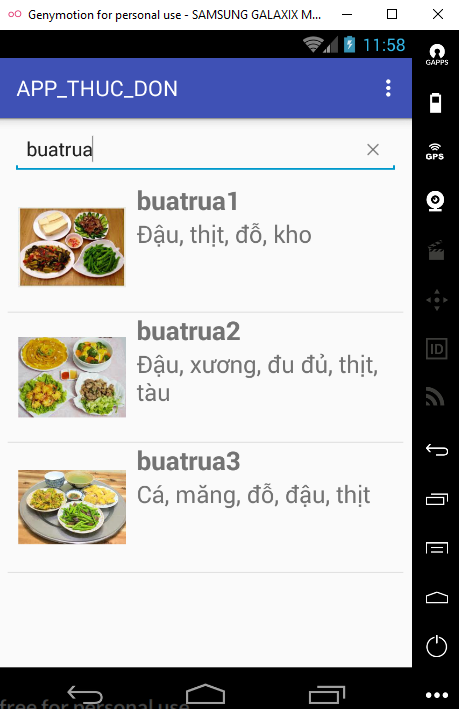 Genymotion for personal use - SAMSUNG GALAXIX M...
11:58
GAPPS
APP_THUC_DON
GPS
buatrua
buatrua1
Đậu, thịt, đỗ, kho
buatrua2
Đậu, xương, đu đủ, thịt,
tàu
ID
buatrua3
Cá, măng, đỗ, đậu, thịt
free for personal use